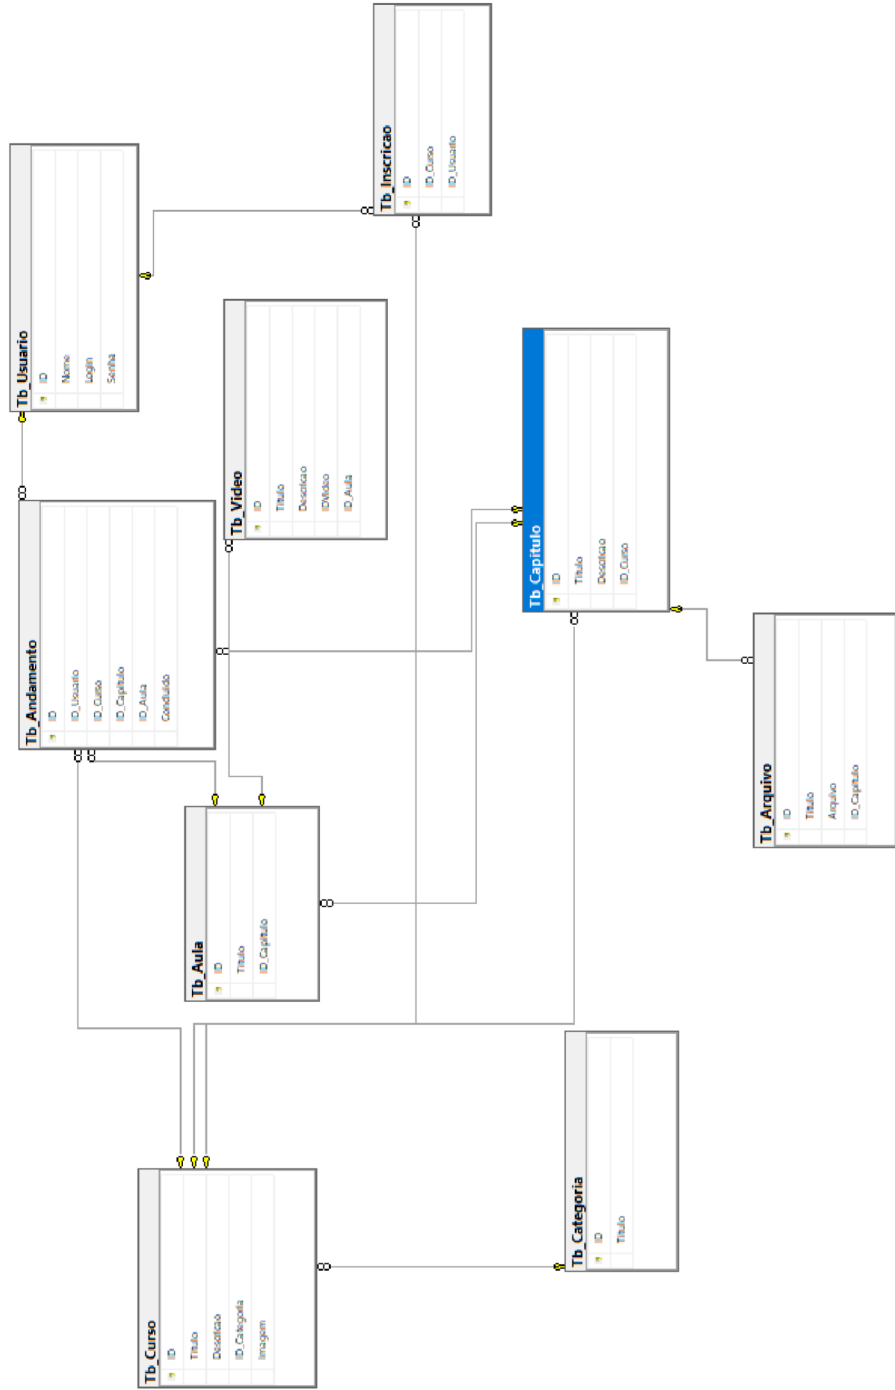 Tb_Curso
ID
Titulo
Descricao
ID_Categoria
Imagem
Tb_Aula
ID
Titulo
ID_Capitulo
Tb_Andamento
ID
ID_Usuario
ID_Curso
ID_Capitulo
ID_Aula
Concluido
Tb_Video
ID
Titulo
Descricao
IDVideo
ID_Aula
Tb_Usuario
ID
Nome
Login
Senha
Tb_Inscricao
ID
ID_Curso
ID_Usuario
Tb_Categoria
ID
Titulo
Tb_Capitulo
ID
Titulo
Descricao
ID_Curso
Tb_Arquivo
ID
Titulo
Arquivo
ID_Capitulo